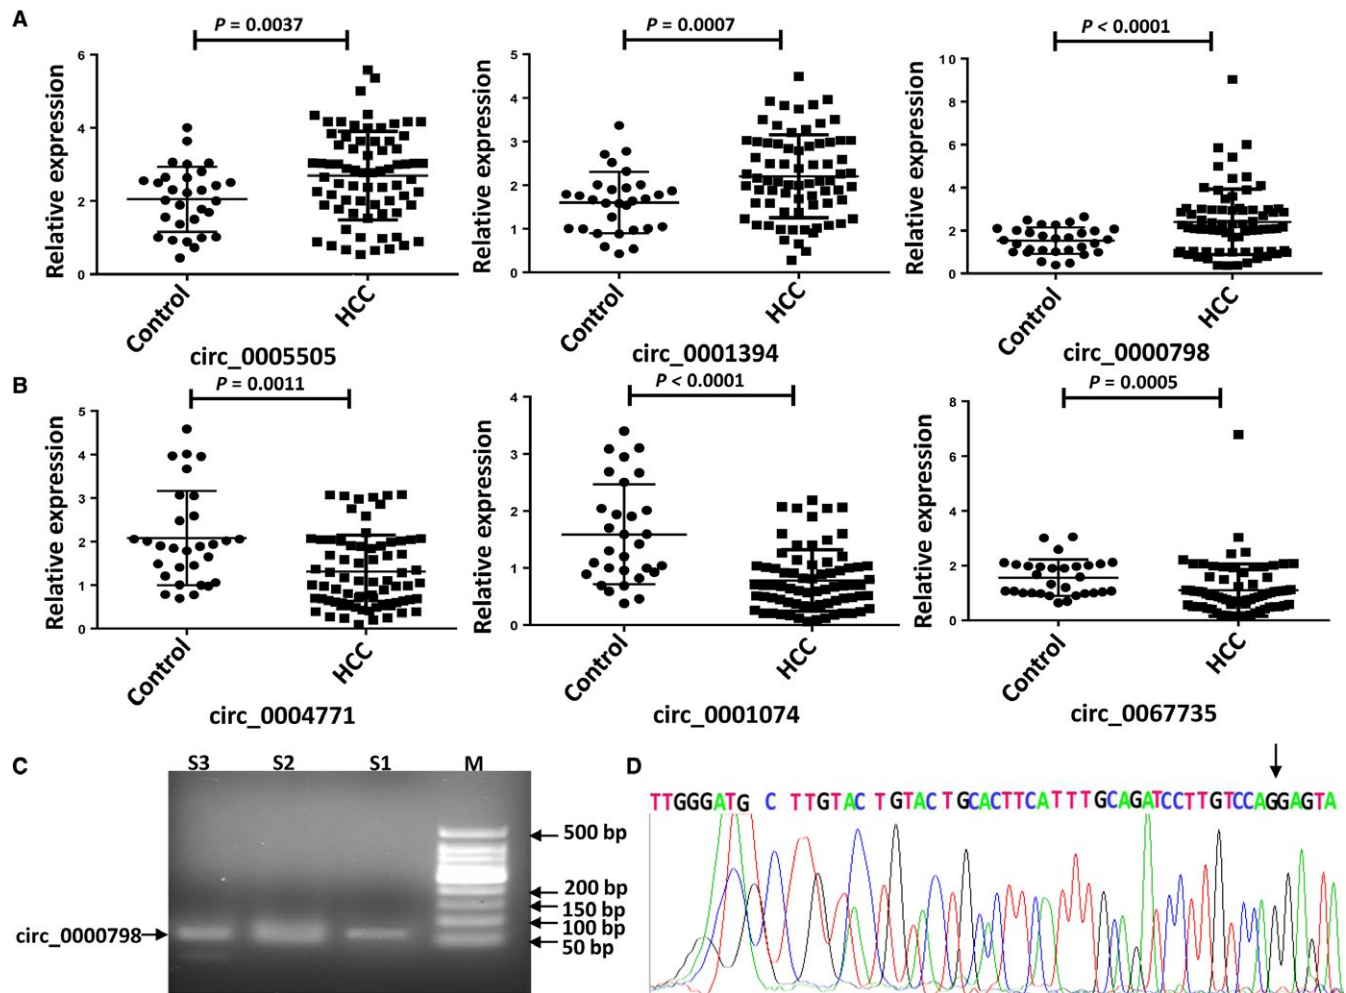 A
P = 0.0037
P = 0.0007
P < 0.0001
Relative expression
6
4
2
0
Control
HCC
circ_0005505
Relative expression
5
4
3
2
1
0
Control
HCC
circ_0001394
Relative expression
10
8
6
4
2
0
Control
HCC
circ_0000798
B
P = 0.0011
P < 0.0001
P = 0.0005
Relative expression
5
4
3
2
1
0
Control
HCC
circ_0004771
Relative expression
4
3
2
1
0
Control
HCC
circ_0001074
Relative expression
8
6
4
2
0
Control
HCC
circ_0067735
C
S3 S2 S1 M
500 bp
200 bp
150 bp
100 bp
50 bp
circ_0000798
D
TTGGGATG C TTGTAC TGTACTGCACTTCATTTGCAGATCCTTGTCCAGGAGTA